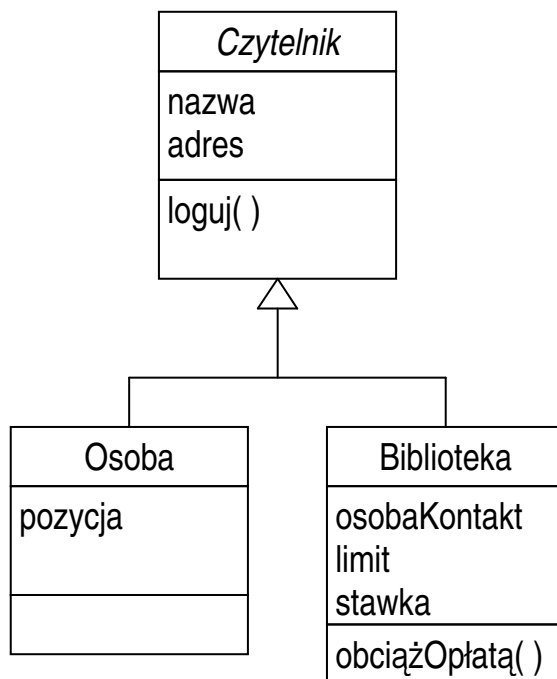 Czytelnik
nazwa
adres
loguj( )
Osoba
pozycja
Biblioteka
osobaKontakt
limit
stawka
obciążOpłatą( )